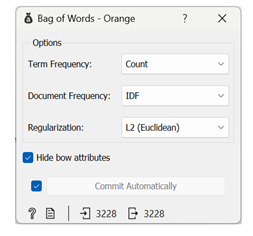 Bag of Words - Orange ? ×
Options
Term Frequency: Count
Document Frequency: IDF
Regularization: L2 (Euclidean)
Hide bow attributes
Commit Automatically
? 3228 3228